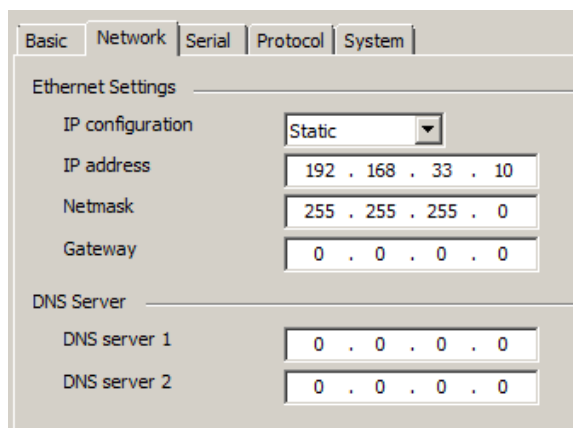 Basic Network Serial Protocol System
Ethernet Settings
IP configuration Static
IP address 192 . 168 . 33 . 10
Netmask 255 . 255 . 255 . 0
Gateway 0 . 0 . 0 . 0
DNS Server
DNS server 1 0 . 0 . 0 . 0
DNS server 2 0 . 0 . 0 . 0